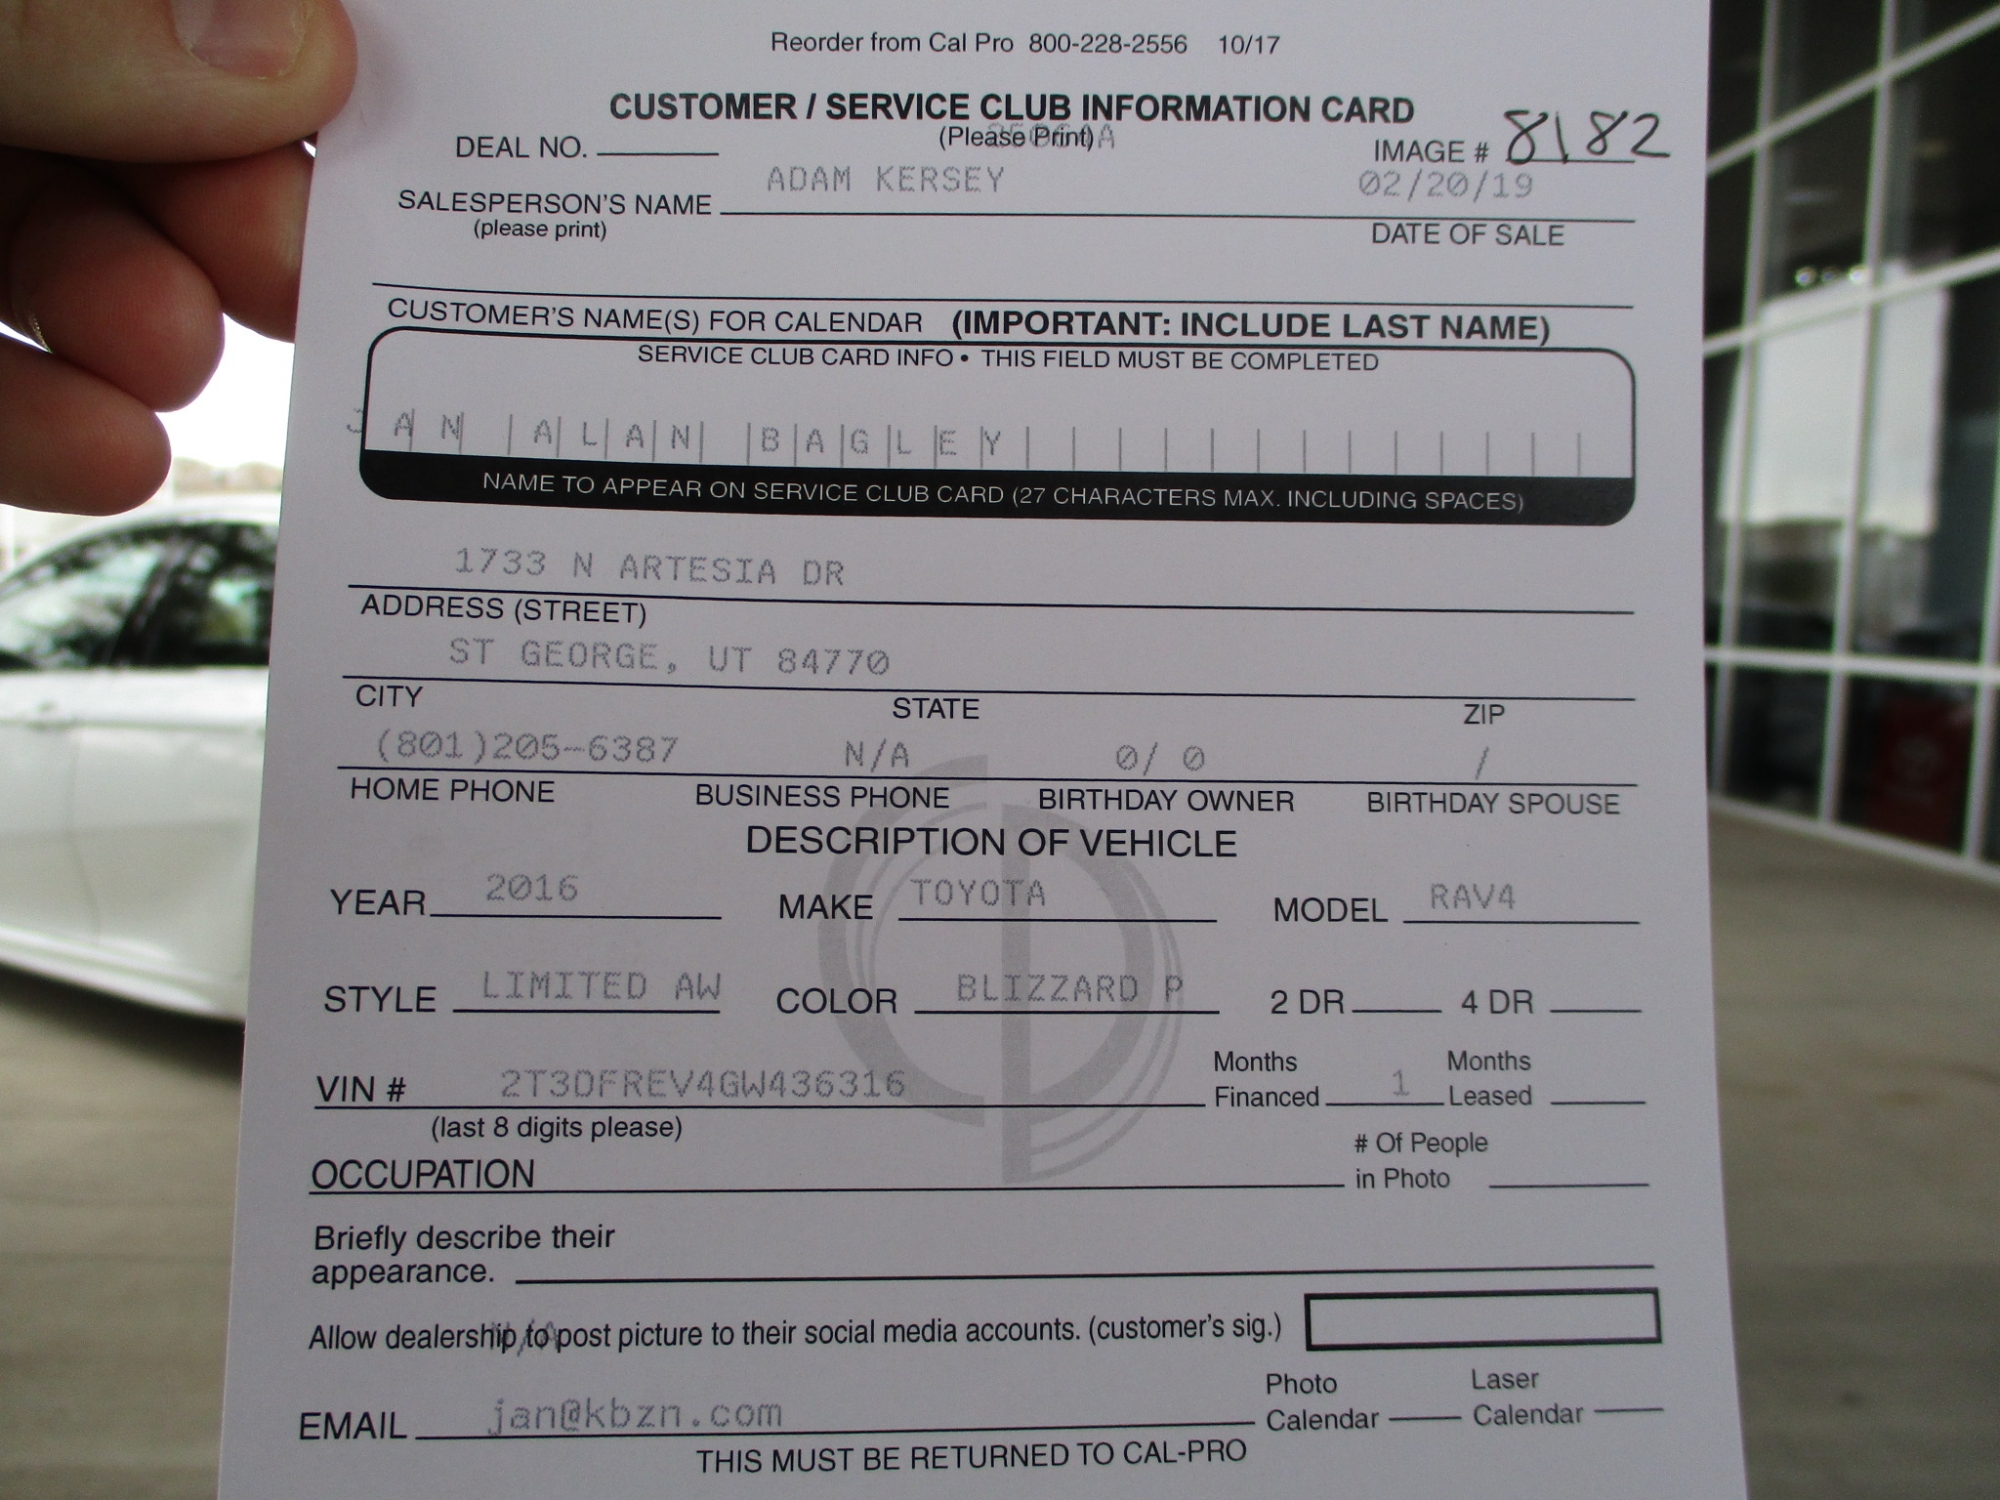 Reorder from Cal Pro 800-228-2556 10/17
CUSTOMER / SERVICE CLUB INFORMATION CARD
(Please Print)
DEAL NO. IMAGE # 8182
ADAM KERSEY 02/20/19
SALESPERSON'S NAME
(please print) DATE OF SALE
CUSTOMER'S NAME(S) FOR CALENDAR (IMPORTANT: INCLUDE LAST NAME)
SERVICE CLUB CARD INFO • THIS FIELD MUST BE COMPLETED
JAN ALAN BAGLEY
NAME TO APPEAR ON SERVICE CLUB CARD (27 CHARACTERS MAX. INCLUDING SPACES)
1733 N ARTESIA DR
ADDRESS (STREET)
ST GEORGE, UT 84770
CITY STATE ZIP
(801)205-6387 N/A 0/ 0 /
HOME PHONE BUSINESS PHONE BIRTHDAY OWNER BIRTHDAY SPOUSE
DESCRIPTION OF VEHICLE
YEAR 2016 MAKE TOYOTA MODEL RAV4
STYLE LIMITED AW COLOR BLIZZARD P 2 DR 4 DR
VIN # 2T3DFREV4GW436316 Months Financed 1 Months Leased
(last 8 digits please)
OCCUPATION # Of People in Photo
Briefly describe their
appearance.
Allow dealership to post picture to their social media accounts. (customer's sig.)
N/A
EMAIL jan@kbzn.com Photo Calendar Laser Calendar
THIS MUST BE RETURNED TO CAL-PRO